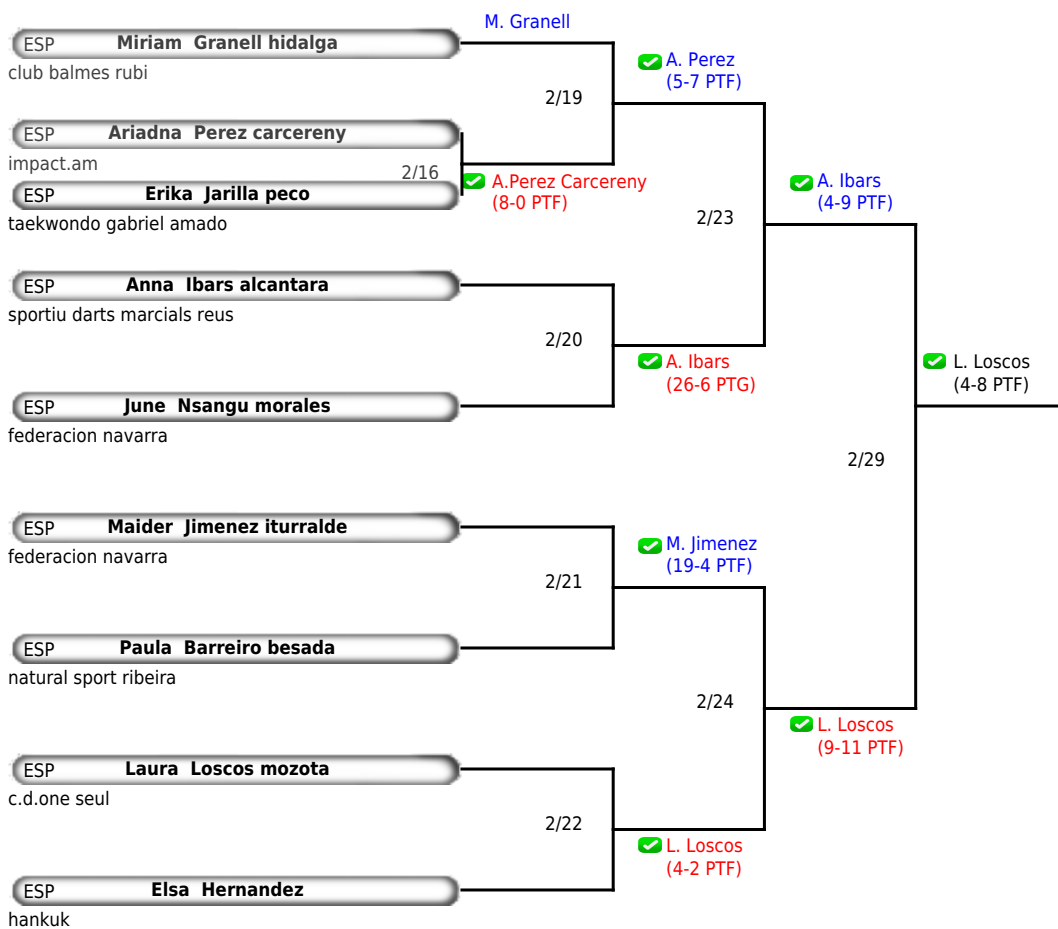 M. Granell
ESP Miriam Granell hidalga
club balmes rubi
A. Perez
(5-7 PTF)
2/19
ESP Ariadna Perez carcereny
impact.am
2/16
A.Perez Carcereny
(8-0 PTF)
ESP Erika Jarilla peco
taekwondo gabriel amado
A. Ibars
(4-9 PTF)
2/23
ESP Anna Ibars alcantara
sportiu darts marcials reus
2/20
A. Ibars
(26-6 PTG)
L. Loscos
(4-8 PTF)
ESP June Nsangu morales
federacion navarra
2/29
ESP Maider Jimenez iturralde
federacion navarra
M. Jimenez
(19-4 PTF)
2/21
ESP Paula Barreiro besada
natural sport ribeira
2/24
L. Loscos
(9-11 PTF)
ESP Laura Loscos mozota
c.d.one seul
2/22
L. Loscos
(4-2 PTF)
ESP Elsa Hernandez
hankuk